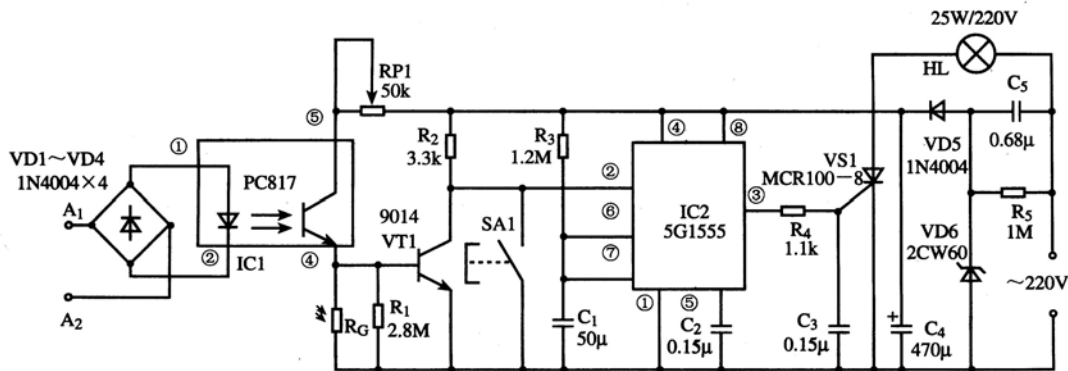 25W/220V
HL
RP1
50k
C₅
0.68μ
⑤
④
⑧
R₂
3.3k
R₃
1.2M
VD5
1N4004
VS1
MCR100-8
VD1～VD4
1N4004×4
①
PC817
②
③
A₁
9014
VT1
SA1
⑥
IC2
5G1555
R₄
1.1k
R₅
1M
VD6
2CW60
②
IC1
④
⑦
～220V
A₂
R_G
R₁
2.8M
C₁
50μ
①
⑤
C₂
0.15μ
C₃
0.15μ
+
C₄
470μ